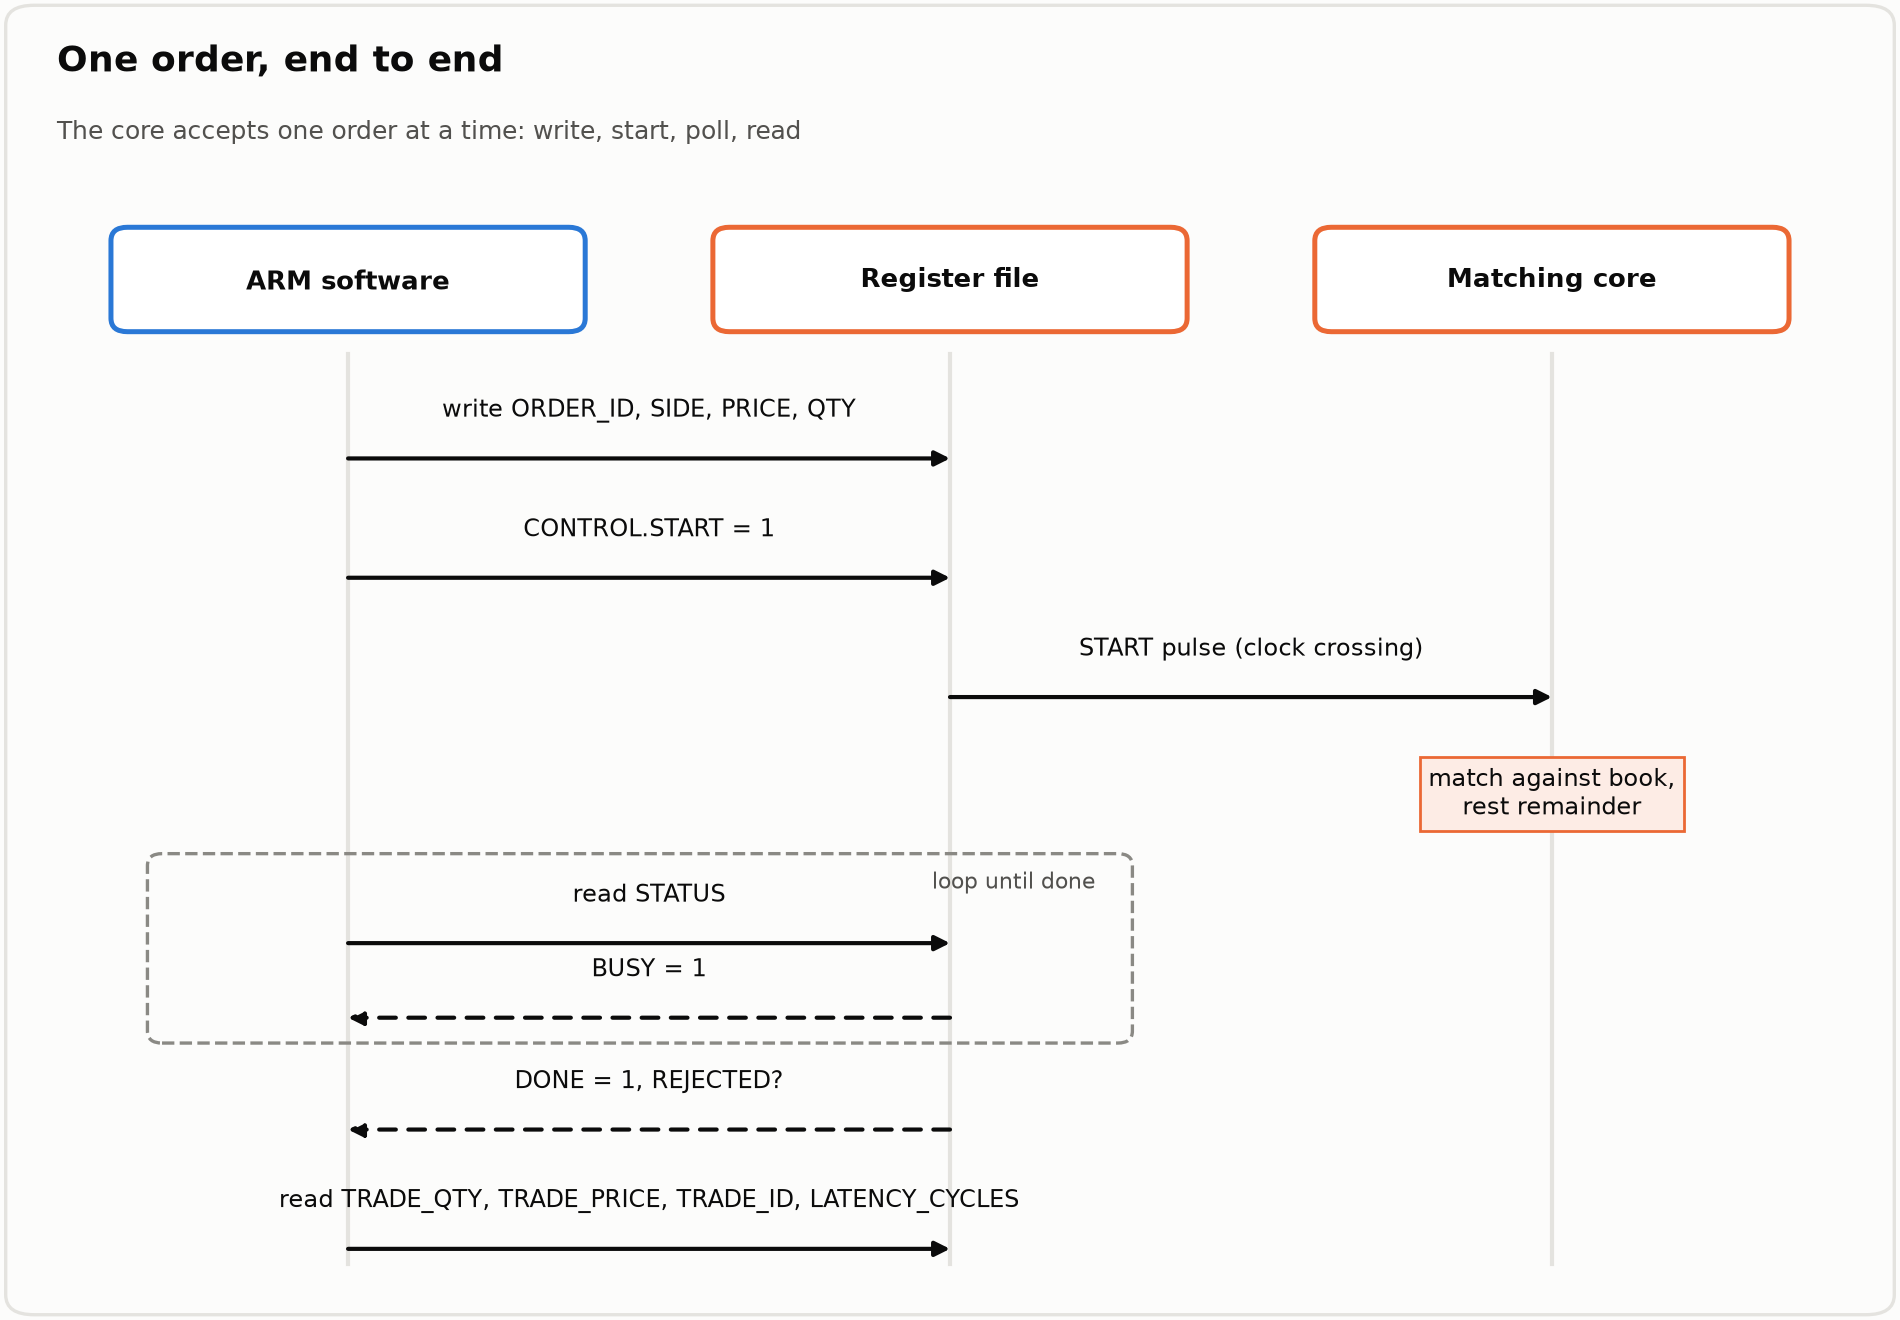 One order, end to end
The core accepts one order at a time: write, start, poll, read
ARM software
Register file
Matching core
write ORDER_ID, SIDE, PRICE, QTY
CONTROL.START = 1
START pulse (clock crossing)
match against book,
rest remainder
loop until done
read STATUS
BUSY = 1
DONE = 1, REJECTED?
read TRADE_QTY, TRADE_PRICE, TRADE_ID, LATENCY_CYCLES